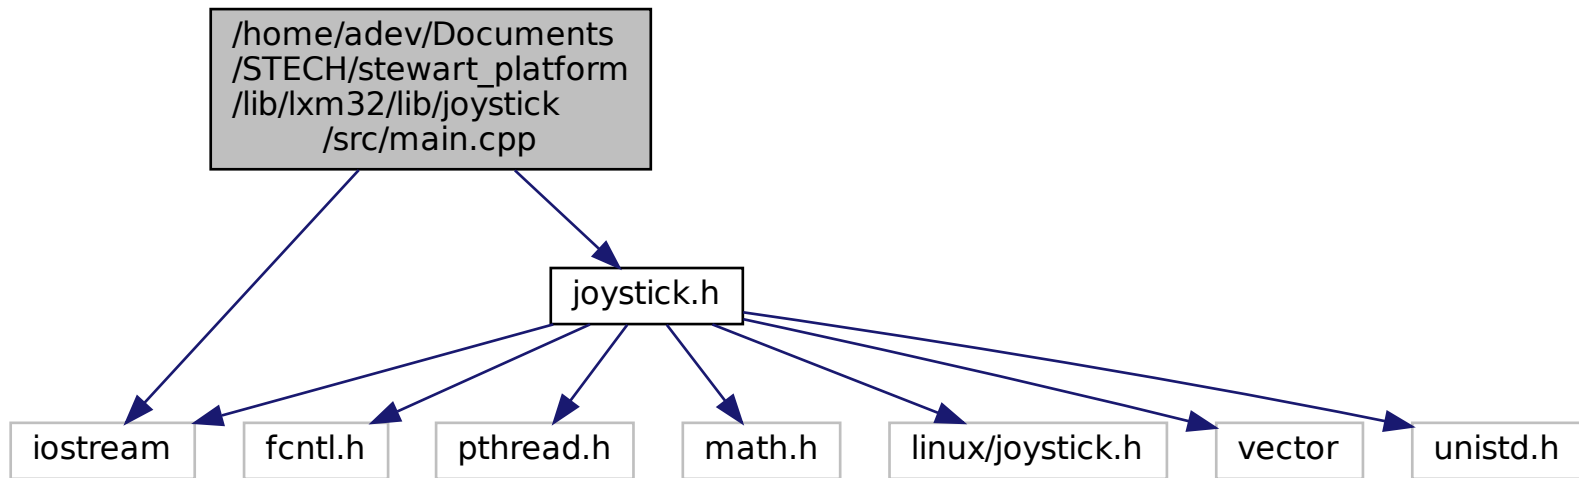 /home/adev/Documents
/STECH/stewart_platform
/lib/lxm32/lib/joystick
/src/main.cpp
joystick.h
iostream
fcntl.h
pthread.h
math.h
linux/joystick.h
vector
unistd.h